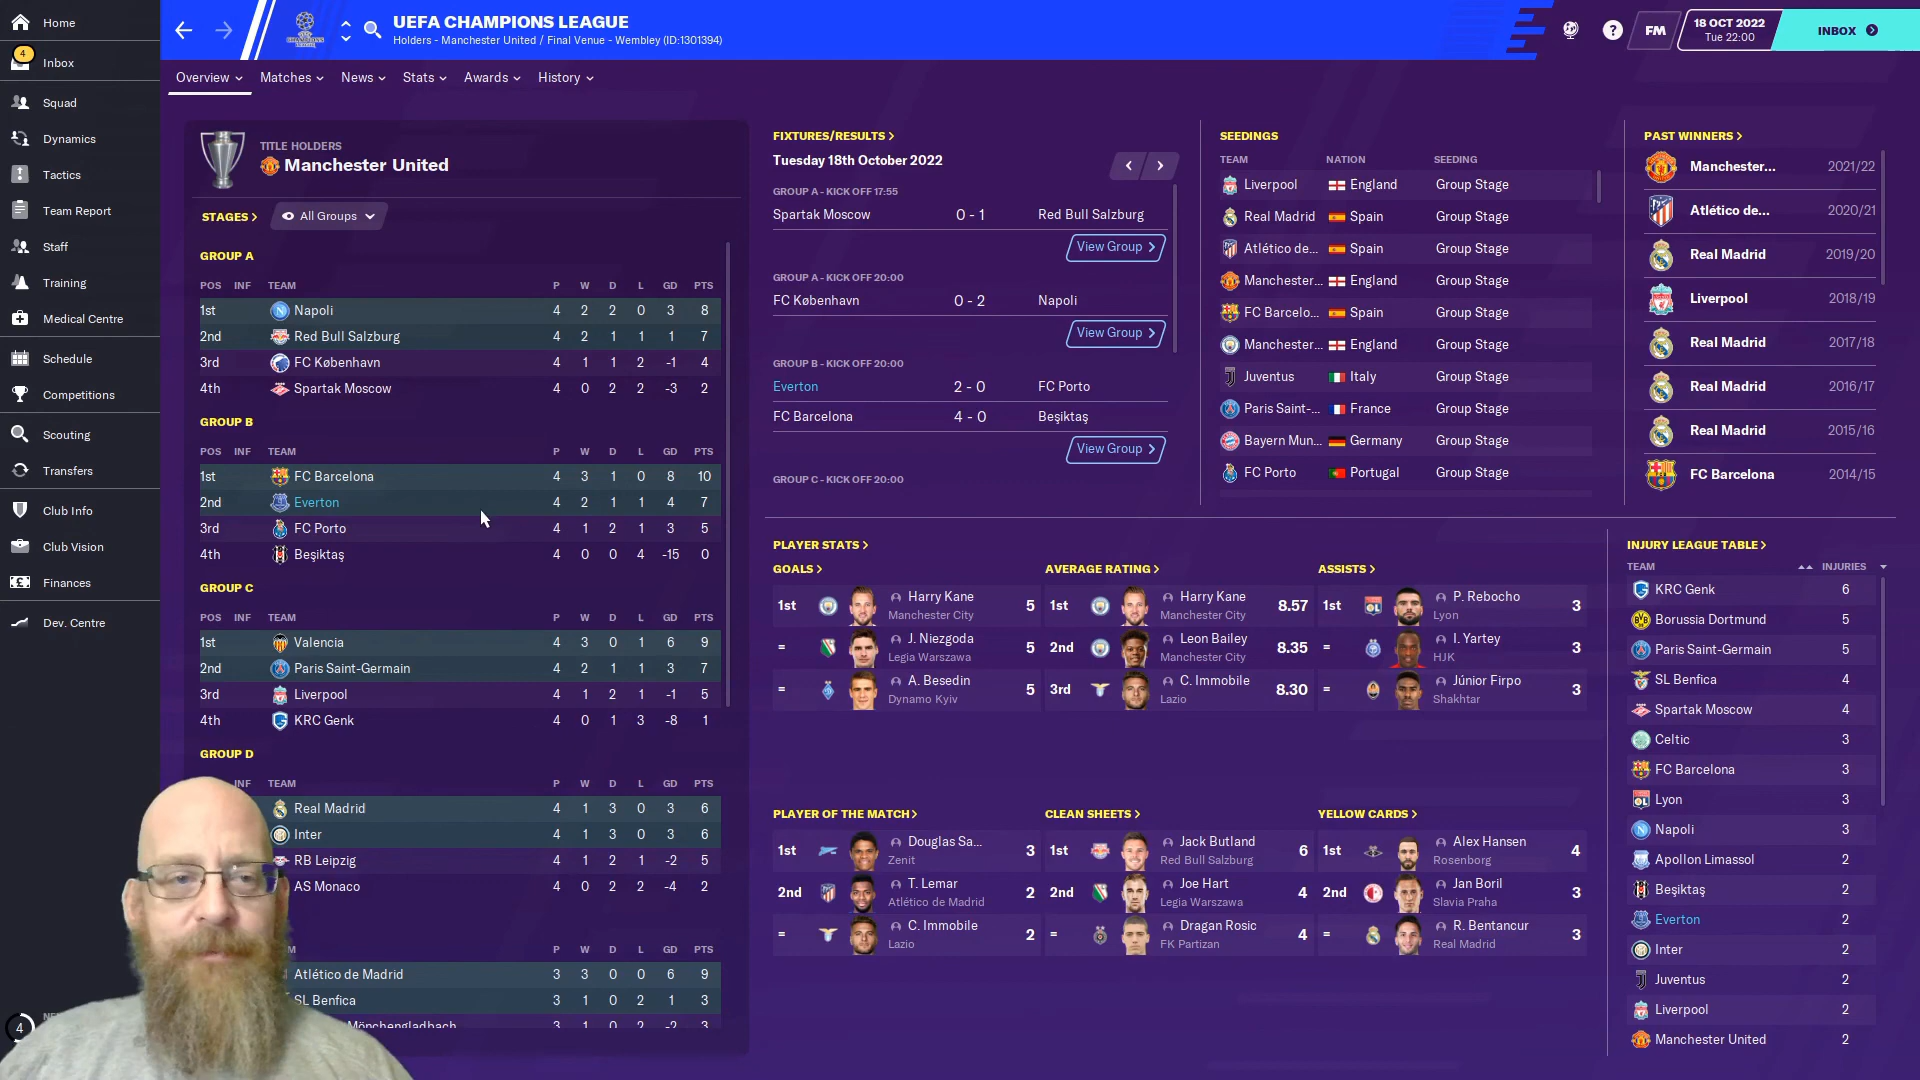 Home
4
Inbox
Squad
Dynamics
Tactics
Team Report
Staff
Training
Medical Centre
Schedule
Competitions
Scouting
Transfers
Club Info
Club Vision
Finances
Dev. Centre
4
UEFA CHAMPIONS LEAGUE
Holders - Manchester United / Final Venue - Wembley (ID:1301394)
?
FM
18 OCT 2022
Tue 22:00
INBOX
Overview Matches News Stats Awards History
TITLE HOLDERS
Manchester United
STAGES > All Groups
GROUP A
POS INF TEAM P W D L GD PTS
1st Napoli 4 2 2 0 3 8
2nd Red Bull Salzburg 4 2 1 1 1 7
3rd FC København 4 1 1 2 -1 4
4th Spartak Moscow 4 0 2 2 -3 2
GROUP B
POS INF TEAM P W D L GD PTS
1st FC Barcelona 4 3 1 0 8 10
2nd Everton 4 2 1 1 4 7
3rd FC Porto 4 1 2 1 3 5
4th Beşiktaş 4 0 0 4 -15 0
GROUP C
POS INF TEAM P W D L GD PTS
1st Valencia 4 3 0 1 6 9
2nd Paris Saint-Germain 4 2 1 1 3 7
3rd Liverpool 4 1 2 1 -1 5
4th KRC Genk 4 0 1 3 -8 1
GROUP D
INF TEAM P W D L GD PTS
Real Madrid 4 1 3 0 3 6
Inter 4 1 3 0 3 6
RB Leipzig 4 1 2 1 -2 5
AS Monaco 4 0 2 2 -4 2
P W D L GD PTS
Atlético de Madrid 3 3 0 0 6 9
SL Benfica 3 1 0 2 1 3
Mönchengladbach 3 1 0 2 -2 3
FIXTURES/RESULTS >
Tuesday 18th October 2022
GROUP A - KICK OFF 17:55
Spartak Moscow 0 - 1 Red Bull Salzburg
View Group >
GROUP A - KICK OFF 20:00
FC København 0 - 2 Napoli
View Group >
GROUP B - KICK OFF 20:00
Everton 2 - 0 FC Porto
FC Barcelona 4 - 0 Beşiktaş
View Group >
GROUP C - KICK OFF 20:00
SEEDINGS
TEAM NATION SEEDING
Liverpool England Group Stage
Real Madrid Spain Group Stage
Atlético de... Spain Group Stage
Manchester... England Group Stage
FC Barcelo... Spain Group Stage
Manchester... England Group Stage
Juventus Italy Group Stage
Paris Saint-... France Group Stage
Bayern Mun... Germany Group Stage
FC Porto Portugal Group Stage
PAST WINNERS >
Manchester... 2021/22
Atlético de... 2020/21
Real Madrid 2019/20
Liverpool 2018/19
Real Madrid 2017/18
Real Madrid 2016/17
Real Madrid 2015/16
FC Barcelona 2014/15
PLAYER STATS >
GOALS >
1st Harry Kane 5
Manchester City
= J. Niezgoda 5
Legia Warszawa
= A. Besedin 5
Dynamo Kyiv
AVERAGE RATING >
1st Harry Kane 8.57
Manchester City
2nd Leon Bailey 8.35
Manchester City
3rd C. Immobile 8.30
Lazio
ASSISTS >
1st P. Rebocho 3
Lyon
= I. Yartey 3
HJK
= Júnior Firpo 3
Shakhtar
PLAYER OF THE MATCH >
1st Douglas Sa... 3
Zenit
2nd T. Lemar 2
Atlético de Madrid
= C. Immobile 2
Lazio
CLEAN SHEETS >
1st Jack Butland 6
Red Bull Salzburg
2nd Joe Hart 4
Legia Warszawa
= Dragan Rosic 4
FK Partizan
YELLOW CARDS >
1st Alex Hansen 4
Rosenborg
2nd Jan Boril 3
Slavia Praha
= R. Bentancur 3
Real Madrid
INJURY LEAGUE TABLE >
TEAM INJURIES
KRC Genk 6
Borussia Dortmund 5
Paris Saint-Germain 5
SL Benfica 4
Spartak Moscow 4
Celtic 3
FC Barcelona 3
Lyon 3
Napoli 3
Apollon Limassol 2
Beşiktaş 2
Everton 2
Inter 2
Juventus 2
Liverpool 2
Manchester United 2